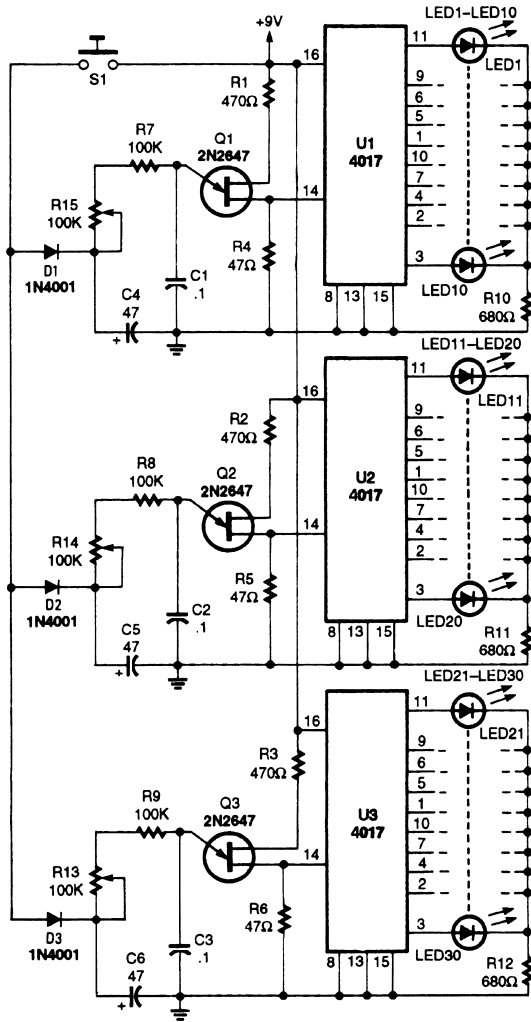 +9V
LED1–LED10
S1
16
11
LED1
R1
470Ω
R7
100K
Q1
2N2647
U1
4017
9
6
5
1
10
7
4
2
R15
100K
14
R4
47Ω
D1
1N4001
C1
.1
C4
47
+
3
LED10
8
13
15
R10
680Ω
LED11–LED20
16
11
LED11
R2
470Ω
R8
100K
Q2
2N2647
U2
4017
9
6
5
1
10
7
4
2
R14
100K
14
R5
47Ω
D2
1N4001
C2
.1
C5
47
+
3
LED20
8
13
15
R11
680Ω
LED21–LED30
16
11
LED21
R3
470Ω
R9
100K
Q3
2N2647
U3
4017
9
6
5
1
10
7
4
2
R13
100K
14
R6
47Ω
D3
1N4001
C3
.1
C6
47
+
3
LED30
8
13
15
R12
680Ω